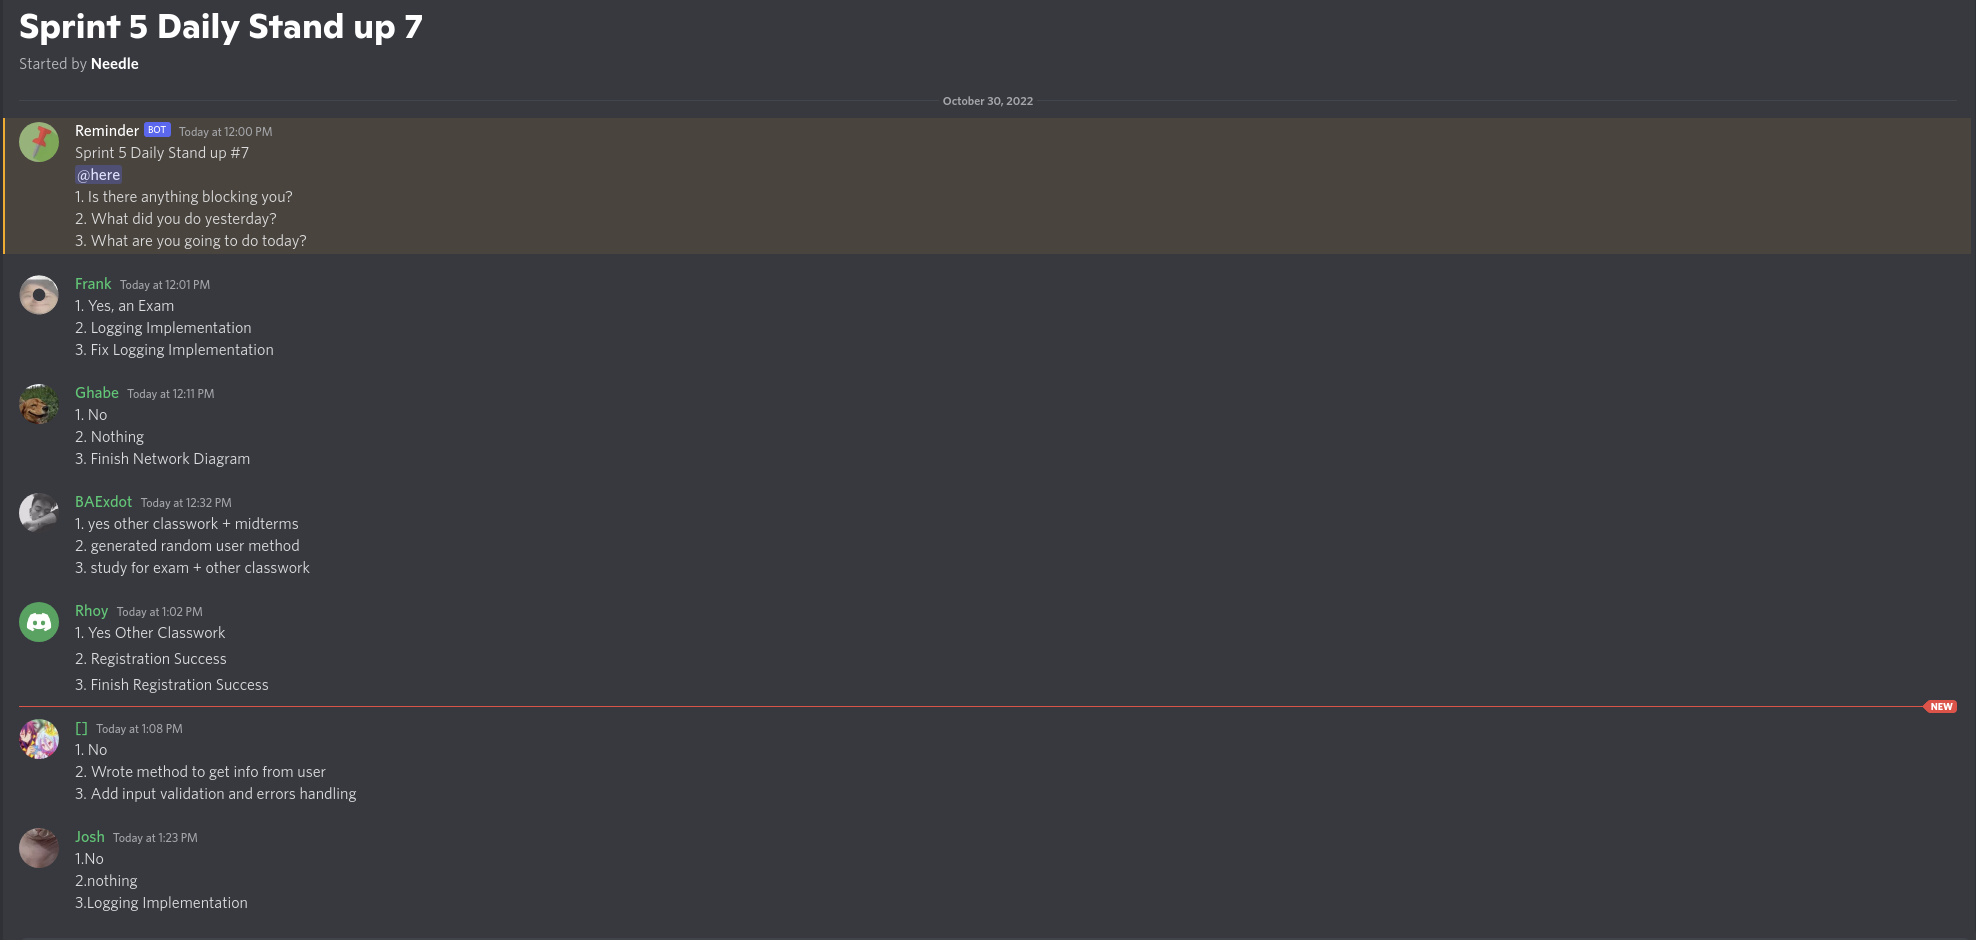 Sprint 5 Daily Stand up 7
Started by Needle
October 30, 2022
Reminder BOT Today at 12:00 PM
Sprint 5 Daily Stand up #7
@here
1. Is there anything blocking you?
2. What did you do yesterday?
3. What are you going to do today?
Frank Today at 12:01 PM
1. Yes, an Exam
2. Logging Implementation
3. Fix Logging Implementation
Ghabe Today at 12:11 PM
1. No
2. Nothing
3. Finish Network Diagram
BAExdot Today at 12:32 PM
1. yes other classwork + midterms
2. generated random user method
3. study for exam + other classwork
Rhoy Today at 1:02 PM
1. Yes Other Classwork
2. Registration Success
3. Finish Registration Success
NEW
[] Today at 1:08 PM
1. No
2. Wrote method to get info from user
3. Add input validation and errors handling
Josh Today at 1:23 PM
1.No
2.nothing
3.Logging Implementation